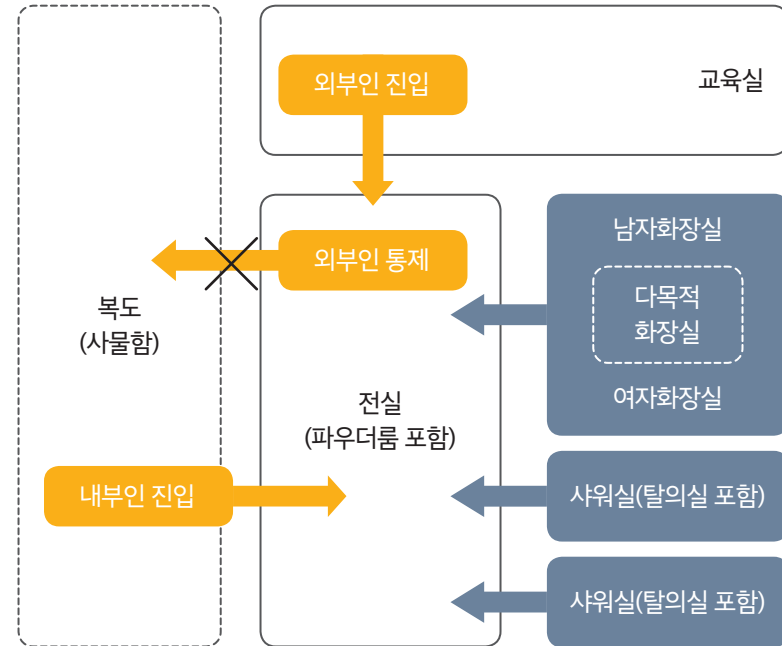 외부인 진입
교육실
외부인 통제
남자화장실
다목적
화장실
여자화장실
복도
(사물함)
전실
(파우더룸 포함)
내부인 진입
샤워실(탈의실 포함)
샤워실(탈의실 포함)